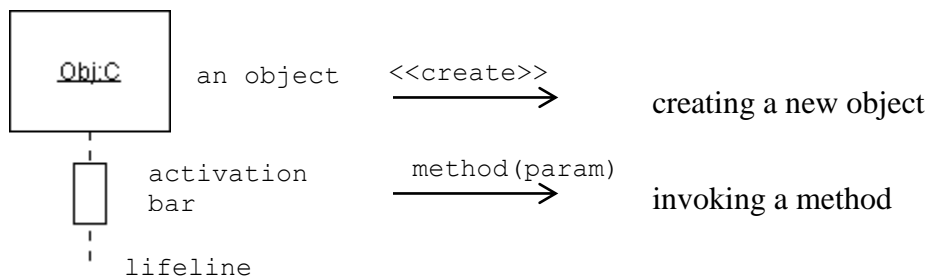 Obj:C
an object
<<create>>
creating a new object
activation
bar
method(param)
invoking a method
lifeline